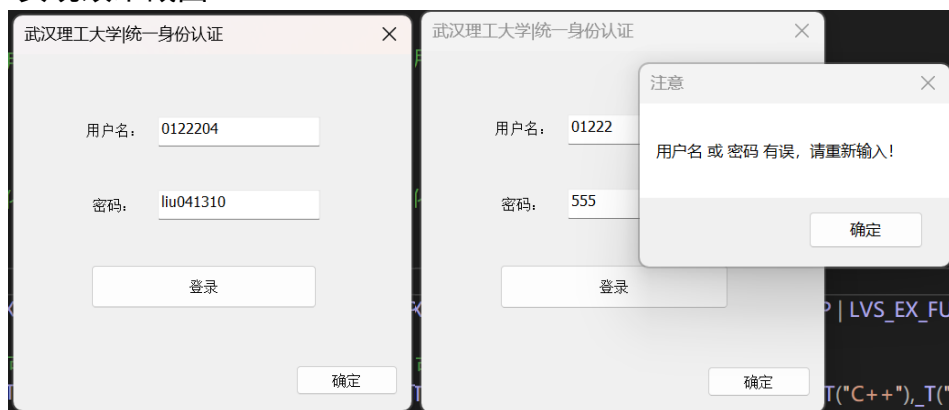 武汉理工大学|统一身份认证
用户名：
0122204
密码：
liu041310
登录
确定
武汉理工大学|统一身份认证
用户名：
01222
密码：
555
登录
确定
注意
用户名 或 密码 有误，请重新输入！
确定
| LVS_EX_FU
T("C++"),_T("